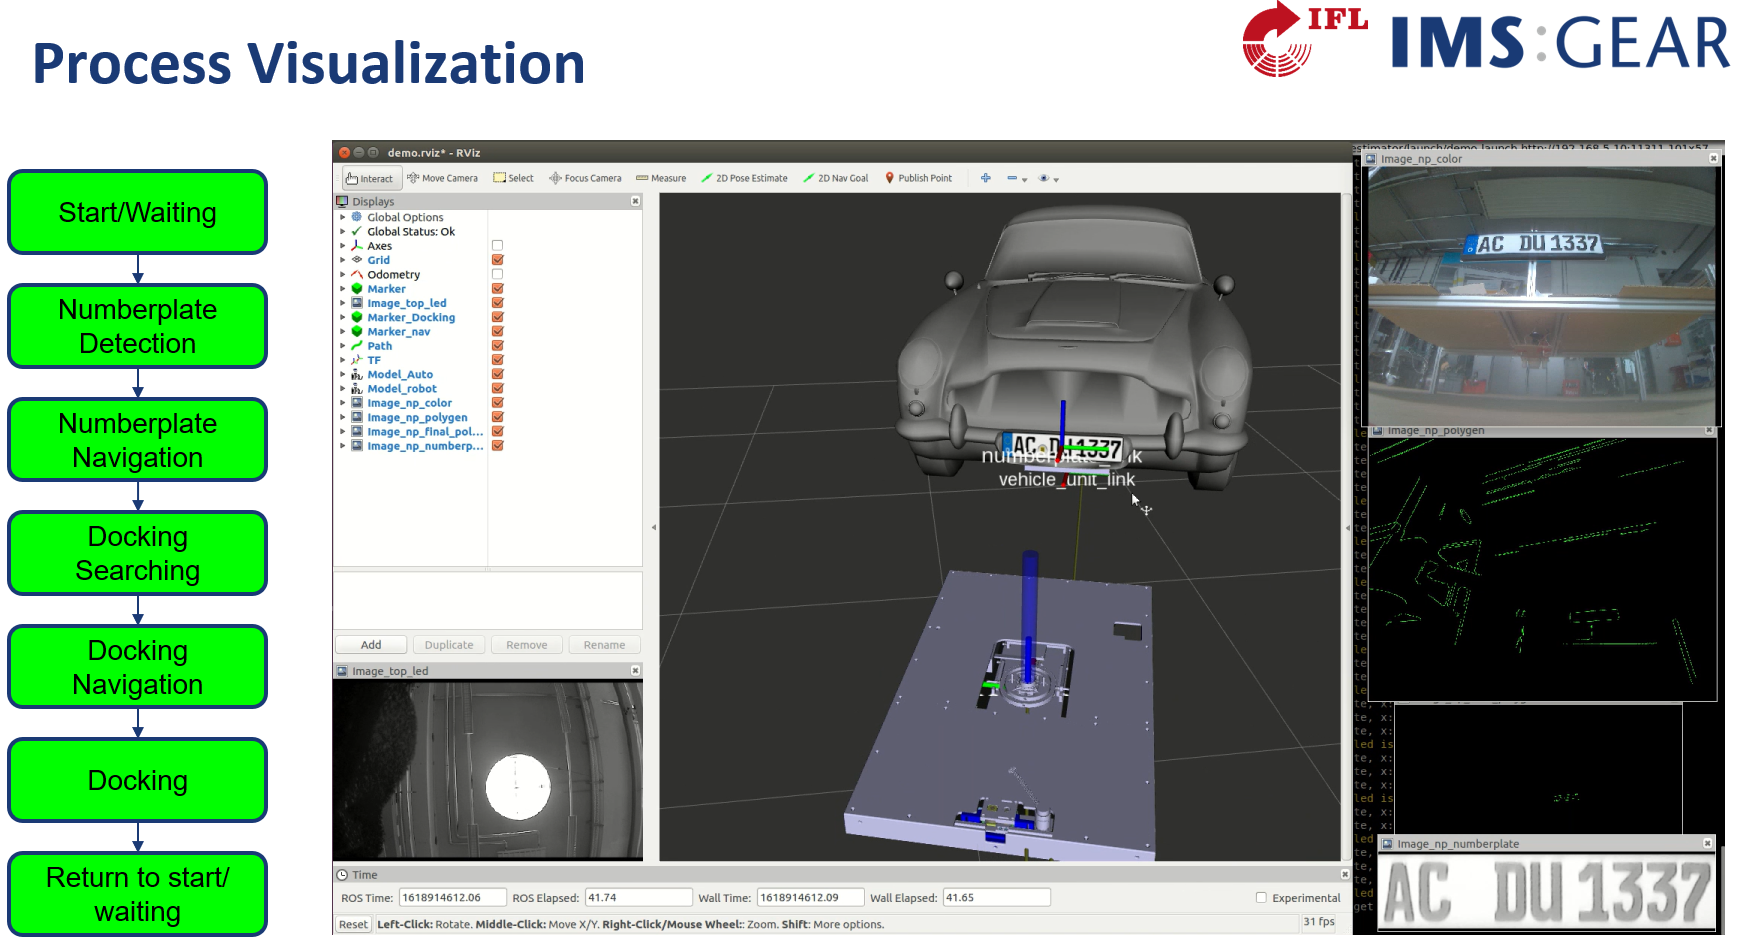 Process Visualization
IFL
IMS:GEAR
Start/Waiting
Numberplate
Detection
Numberplate
Navigation
Docking
Searching
Docking
Navigation
Docking
Return to start/
waiting
demo.rviz* - RViz
Interact Move Camera Select Focus Camera Measure 2D Pose Estimate 2D Nav Goal Publish Point
Displays
Global Options
Global Status: Ok
Axes
Grid
Odometry
Marker
Image_top_led
Marker_Docking
Marker_nav
Path
TF
Model_Auto
Model_robot
Image_np_color
Image_np_polygen
Image_np_final_pol...
Image_np_numberp...
Add Duplicate Remove Rename
Image_top_led
AC DU 1337
vehicle_unit_link
Image_np_color
AC DU 1337
Image_np_polygen
Image_np_numberplate
AC DU 1337
Time
ROS Time: 1618914612.06 ROS Elapsed: 41.74 Wall Time: 1618914612.09 Wall Elapsed: 41.65 Experimental
Reset Left-Click: Rotate. Middle-Click: Move X/Y. Right-Click/Mouse Wheel:: Zoom. Shift: More options. 31 fps